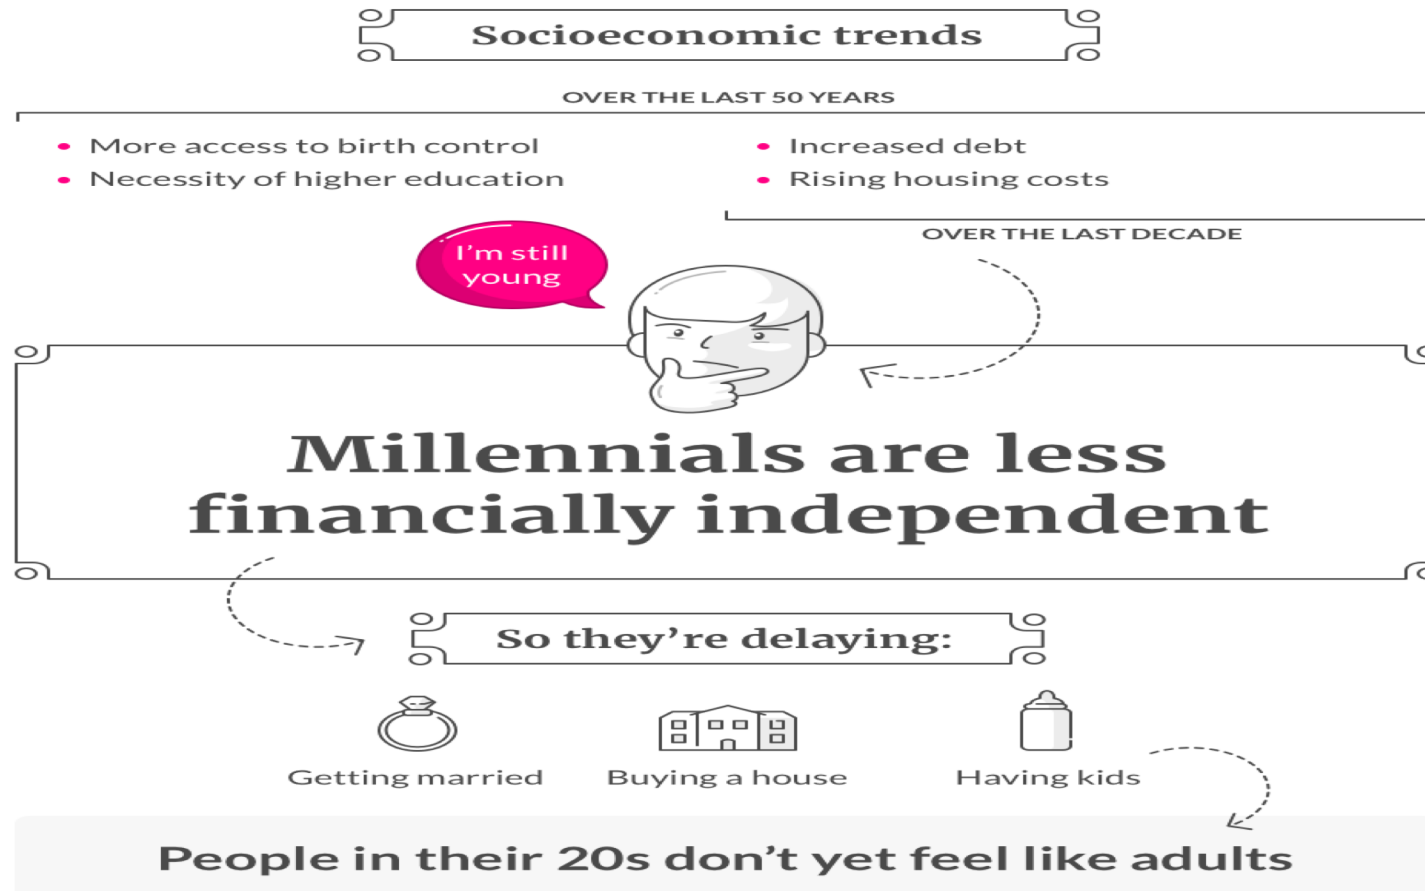 Socioeconomic trends
OVER THE LAST 50 YEARS
• More access to birth control
• Necessity of higher education
• Increased debt
• Rising housing costs
OVER THE LAST DECADE
I'm still
young
Millennials are less
financially independent
So they're delaying:
Getting married
Buying a house
Having kids
People in their 20s don't yet feel like adults